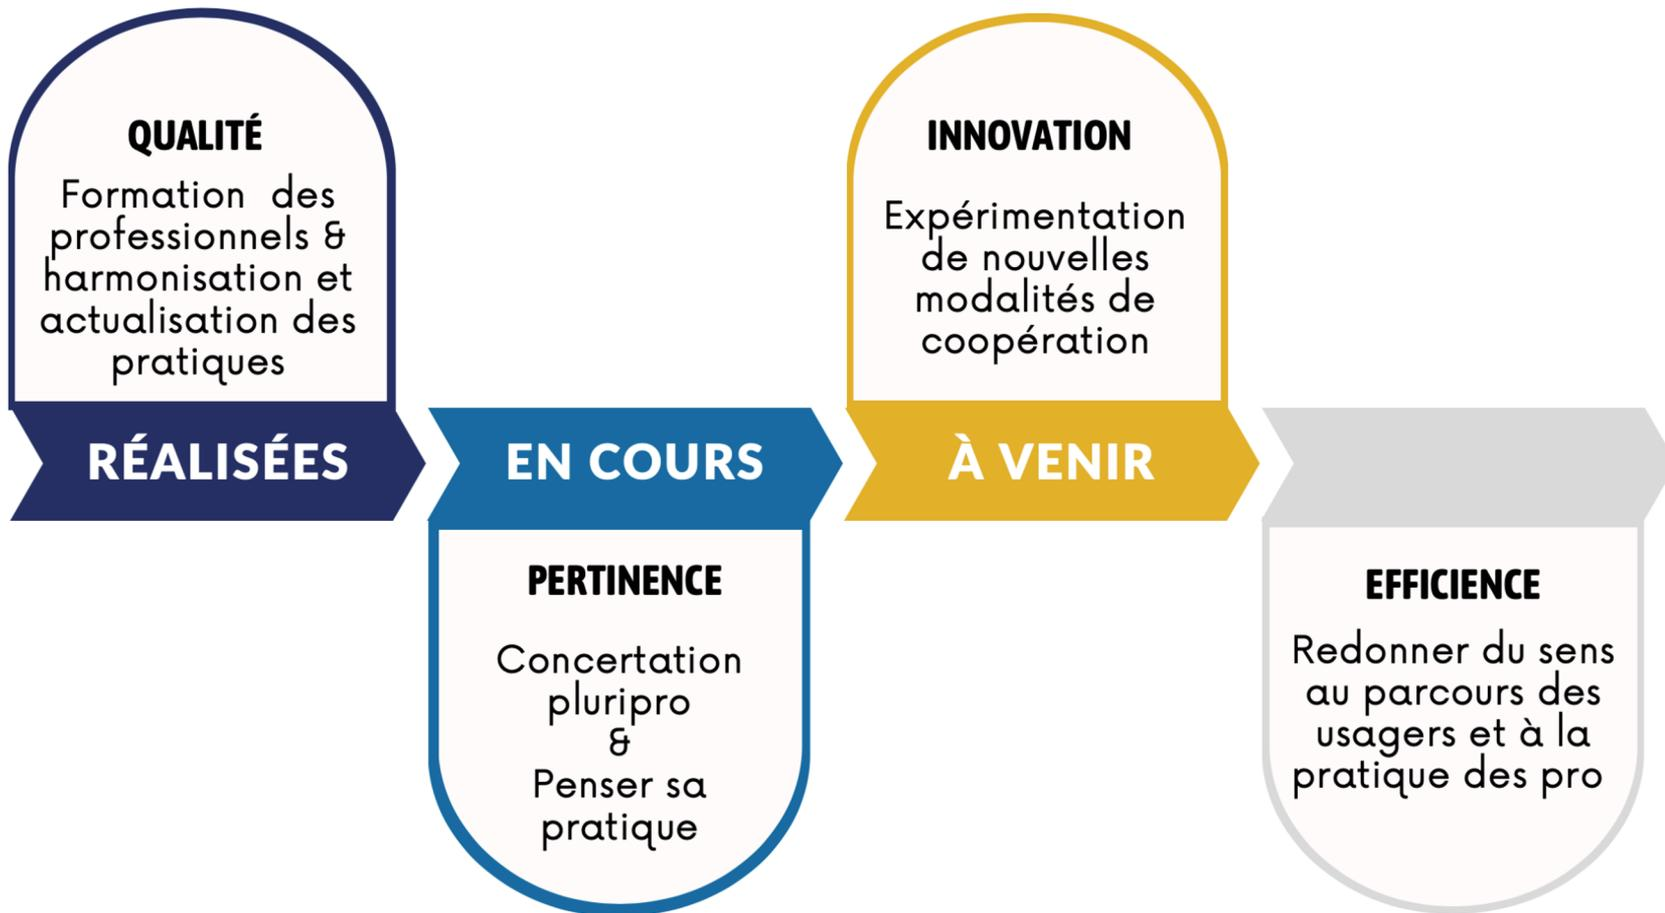 QUALITÉ
Formation des
professionnels &
harmonisation et
actualisation des
pratiques
RÉALISÉES
EN COURS
PERTINENCE
Concertation
pluripro
&
Penser sa
pratique
INNOVATION
Expérimentation
de nouvelles
modalités de
coopération
À VENIR
EFFICIENCE
Redonner du sens
au parcours des
usagers et à la
pratique des pro